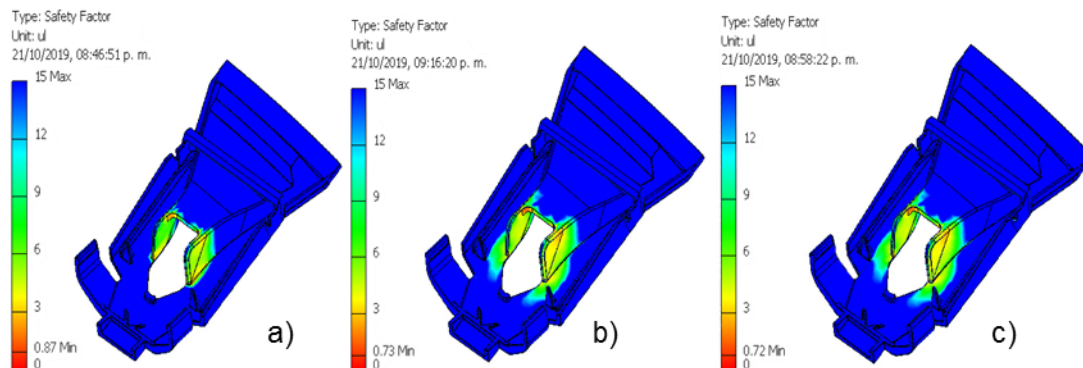 Type: Safety Factor
Unit: ul
21/10/2019, 08:46:51 p. m.
15 Max
12
9
6
3
0.87 Min
0
a)
Type: Safety Factor
Unit: ul
21/10/2019, 09:16:20 p. m.
15 Max
12
9
6
3
0.73 Min
0
b)
Type: Safety Factor
Unit: ul
21/10/2019, 08:58:22 p. m.
15 Max
12
9
6
3
0.72 Min
0
c)